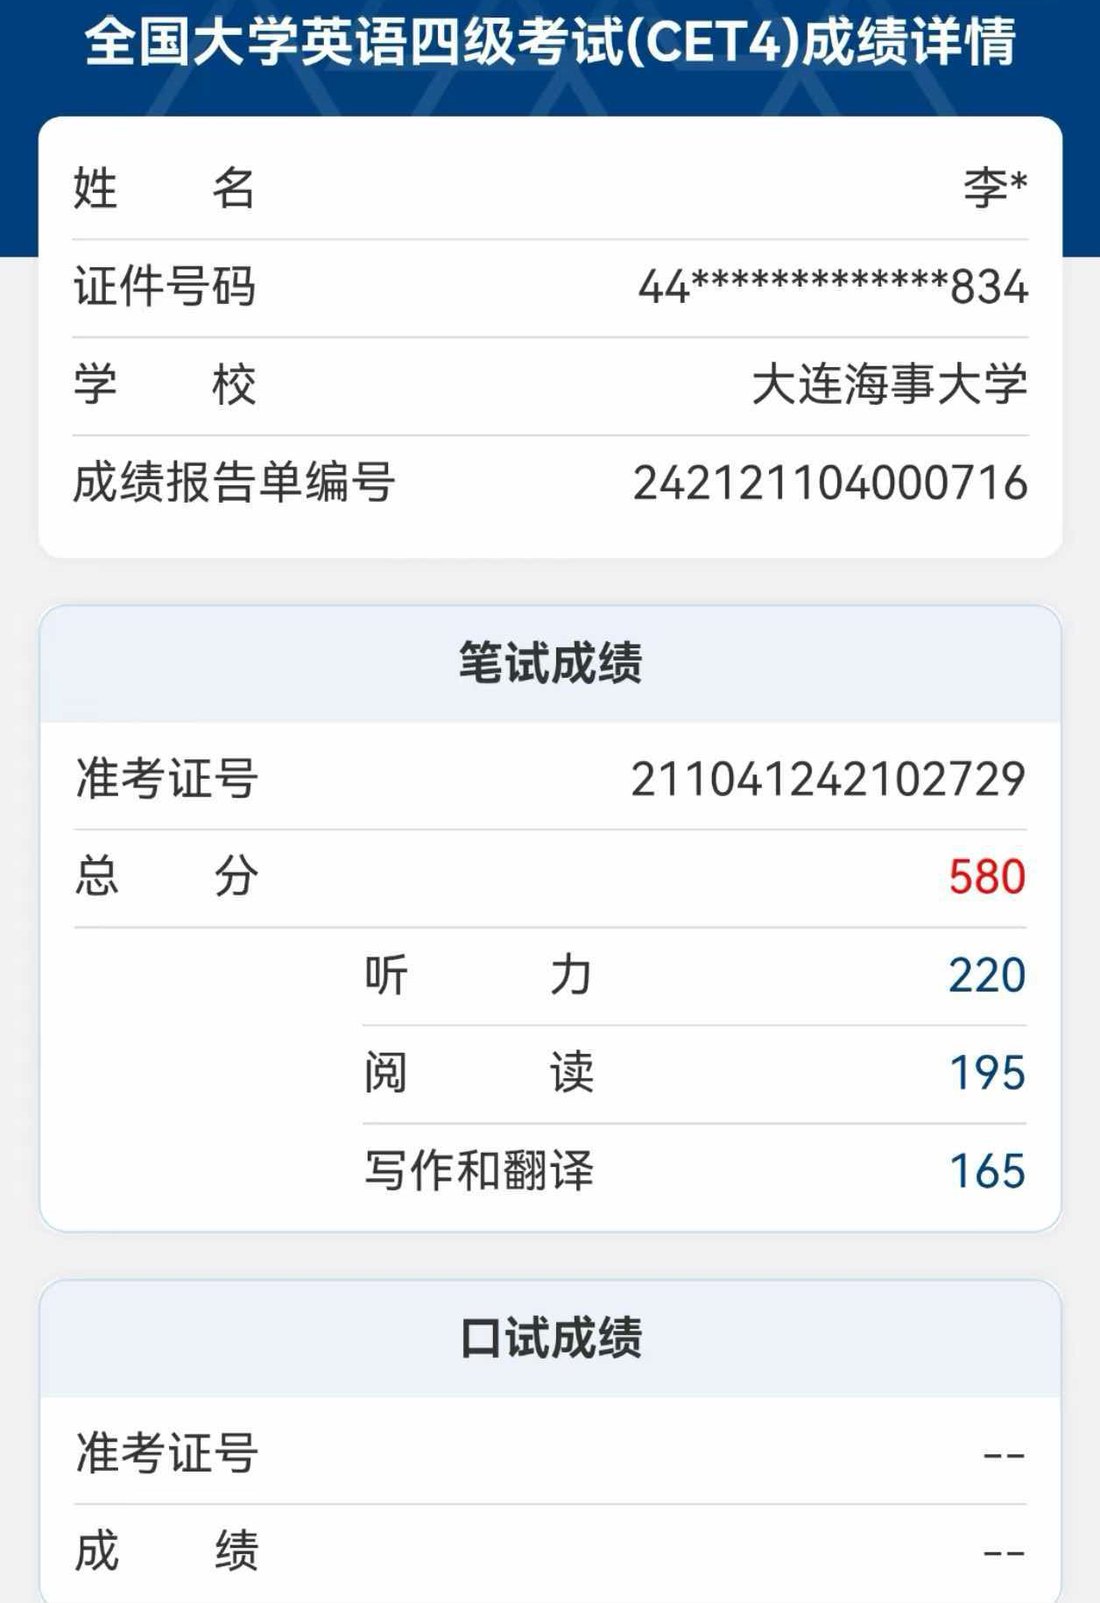 全国大学英语四级考试(CET4)成绩详情
姓 名 李*
证件号码 44*************834
学 校 大连海事大学
成绩报告单编号 242121104000716
笔试成绩
准考证号 211041242102729
总 分 580
听 力 220
阅 读 195
写作和翻译 165
口试成绩
准考证号 --
成 绩 --